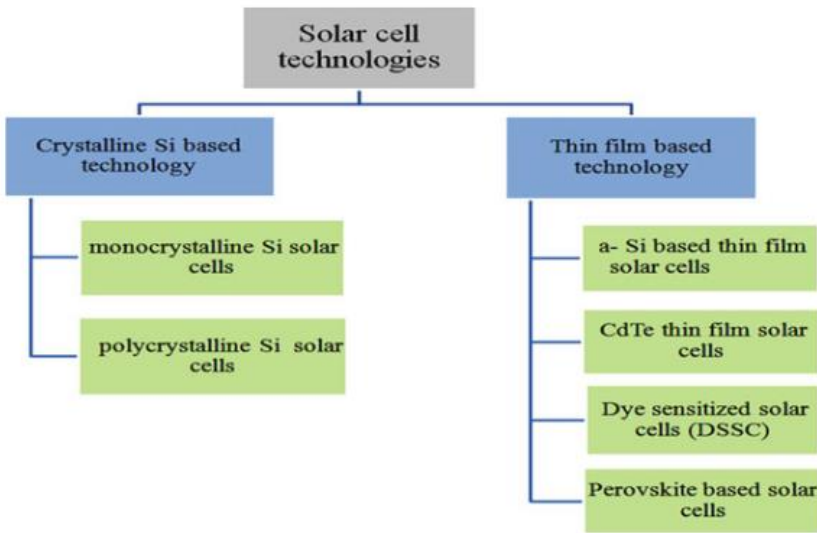 Solar cell
technologies
Crystalline Si based
technology
monocrystalline Si solar
cells
polycrystalline Si solar
cells
Thin film based
technology
a- Si based thin film
solar cells
CdTe thin film solar
cells
Dye sensitized solar
cells (DSSC)
Perovskite based solar
cells